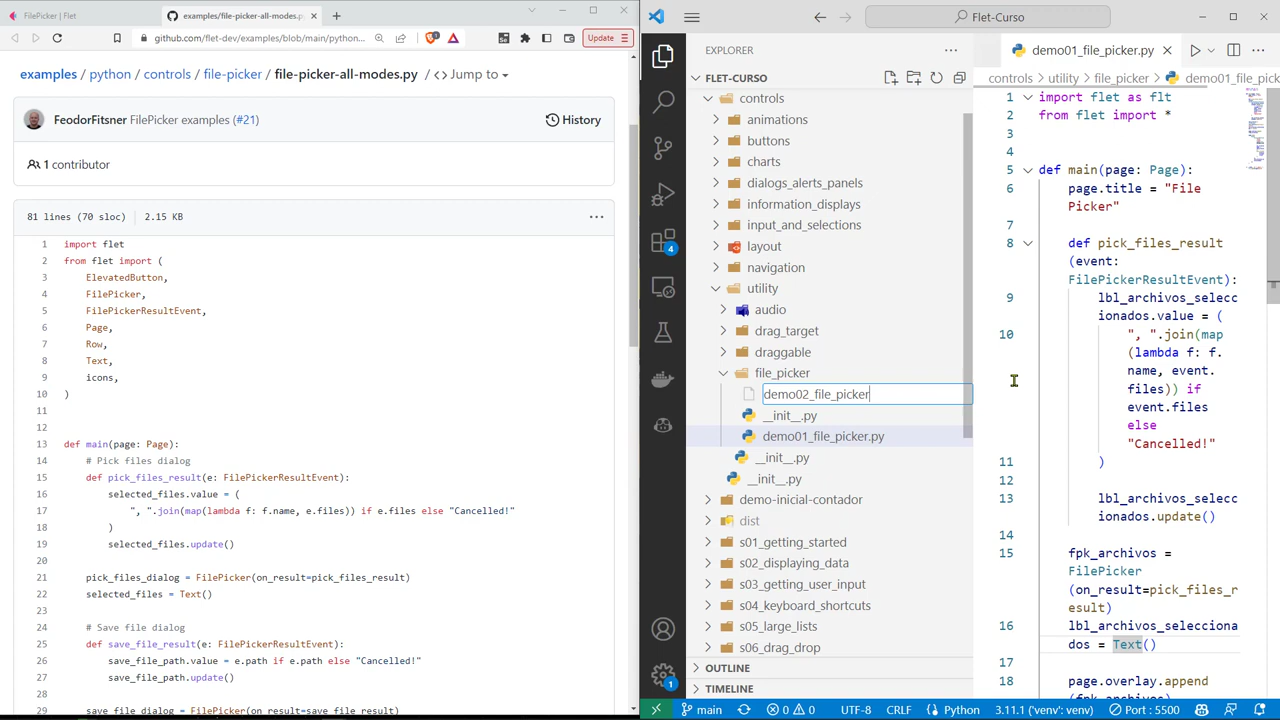 FilePicker | Flet
examples/file-picker-all-modes.py
github.com/flet-dev/examples/blob/main/python...
Update
examples / python / controls / file-picker / file-picker-all-modes.py
<> Jump to
FeodorFitsner FilePicker examples (#21)
History
1 contributor
81 lines (70 sloc) 2.15 KB
1 import flet
2 from flet import (
3 ElevatedButton,
4 FilePicker,
5 FilePickerResultEvent,
6 Page,
7 Row,
8 Text,
9 icons,
10 )
11
12
13 def main(page: Page):
14 # Pick files dialog
15 def pick_files_result(e: FilePickerResultEvent):
16 selected_files.value = (
17 ", ".join(map(lambda f: f.name, e.files)) if e.files else "Cancelled!"
18 )
19 selected_files.update()
20
21 pick_files_dialog = FilePicker(on_result=pick_files_result)
22 selected_files = Text()
23
24 # Save file dialog
25 def save_file_result(e: FilePickerResultEvent):
26 save_file_path.value = e.path if e.path else "Cancelled!"
27 save_file_path.update()
28
29 save_file_dialog = FilePicker(on_result=save_file_result)
Flet-Curso
EXPLORER
FLET-CURSO
controls
animations
buttons
charts
dialogs_alerts_panels
information_displays
input_and_selections
layout
navigation
utility
audio
drag_target
draggable
file_picker
demo02_file_picker
__init__.py
demo01_file_picker.py
__init__.py
__init__.py
demo-inicial-contador
dist
s01_getting_started
s02_displaying_data
s03_getting_user_input
s04_keyboard_shortcuts
s05_large_lists
s06_drag_drop
OUTLINE
TIMELINE
4
1
demo01_file_picker.py
controls > utility > file_picker > demo01_file_pick
1 import flet as flt
2 from flet import *
3
4
5 def main(page: Page):
6 page.title = "File
Picker"
7
8 def pick_files_result
(event:
FilePickerResultEvent):
9 lbl_archivos_selecc
ionados.value = (
10 ", ".join(map
(lambda f: f.
name, event.
files)) if
event.files
else
"Cancelled!"
11 )
12
13 lbl_archivos_selecc
ionados.update()
14
15 fpk_archivos =
FilePicker
(on_result=pick_files_r
esult)
16 lbl_archivos_selecciona
dos = Text()
17
18 page.overlay.append
(fpk_archivos)
main 0 0 UTF-8 CRLF Python 3.11.1 ('venv': venv) Port : 5500